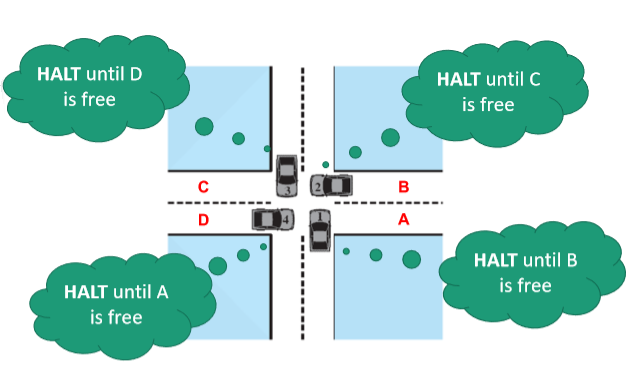 HALT until D
is free
HALT until C
is free
3
2
C
B
D
4
1
A
HALT until A
is free
HALT until B
is free